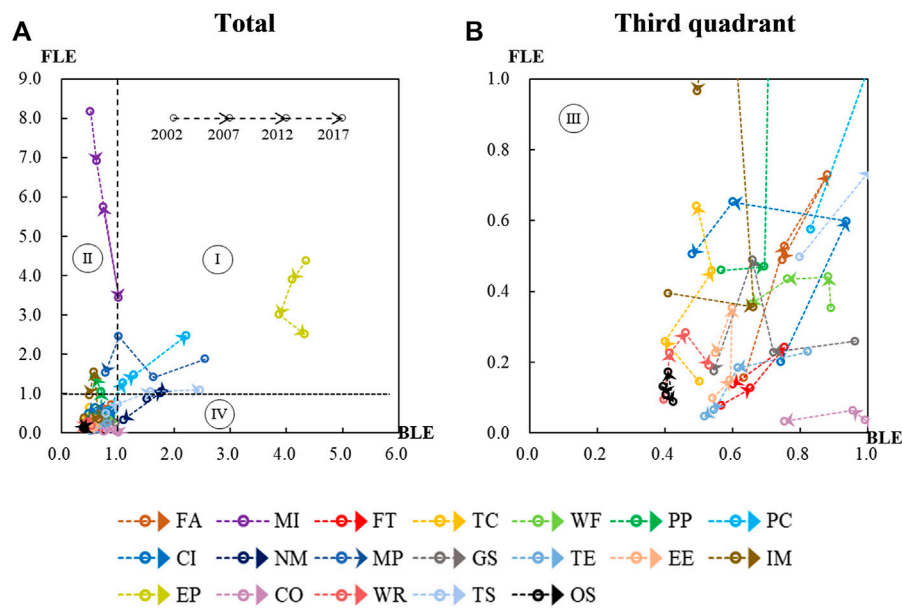 A Total B Third quadrant
FLE FLE
9.0
8.0
7.0
6.0
5.0
4.0
3.0
2.0
1.0
0.0
2002 2007 2012 2017
II I
IV
BLE
0.0 1.0 2.0 3.0 4.0 5.0 6.0
1.0
0.8
0.6
0.4
0.2
0.0
III
BLE
0.0 0.2 0.4 0.6 0.8 1.0
FA MI FT TC WF PP PC
CI NM MP GS TE EE IM
EP CO WR TS OS